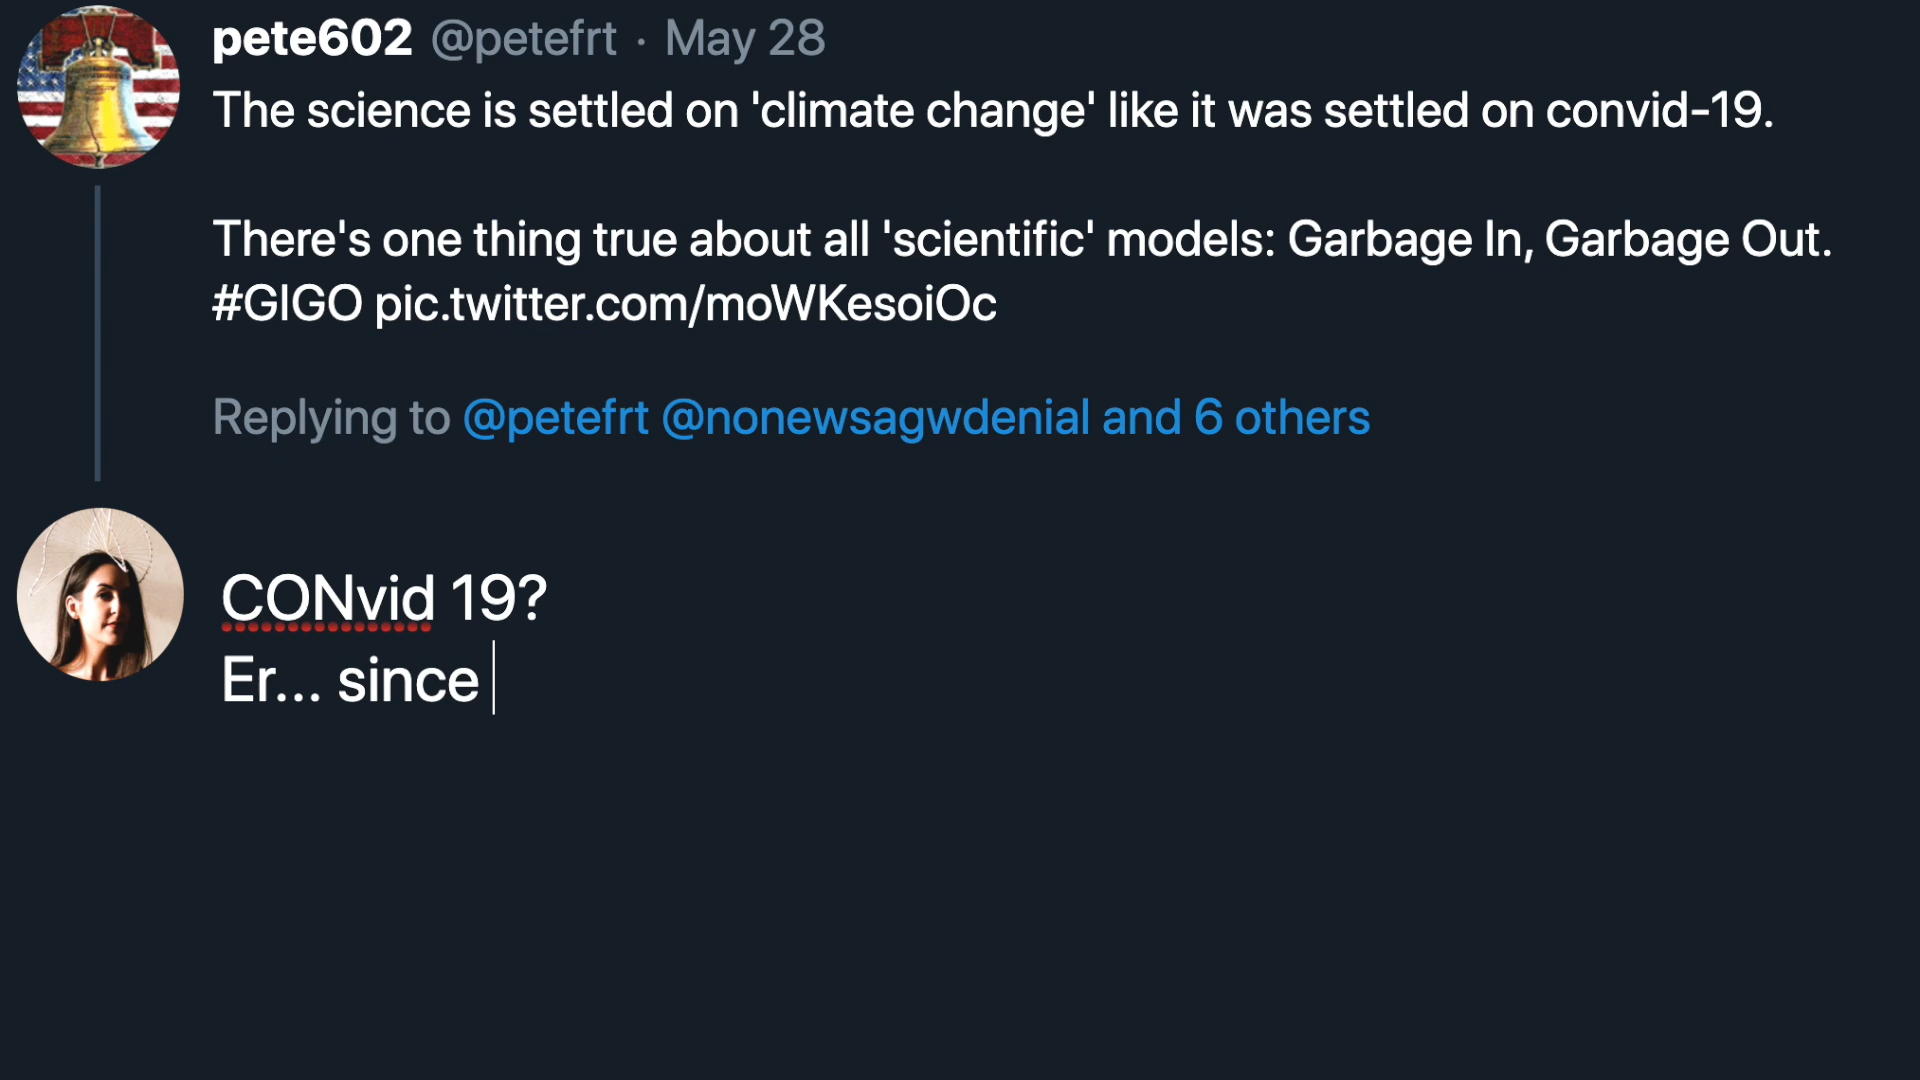 pete602 @petefrt · May 28
The science is settled on 'climate change' like it was settled on convid-19.
There's one thing true about all 'scientific' models: Garbage In, Garbage Out.
#GIGO pic.twitter.com/moWKesoiOc
Replying to @petefrt @nonewsagwdenial and 6 others
CONvid 19?
Er... since